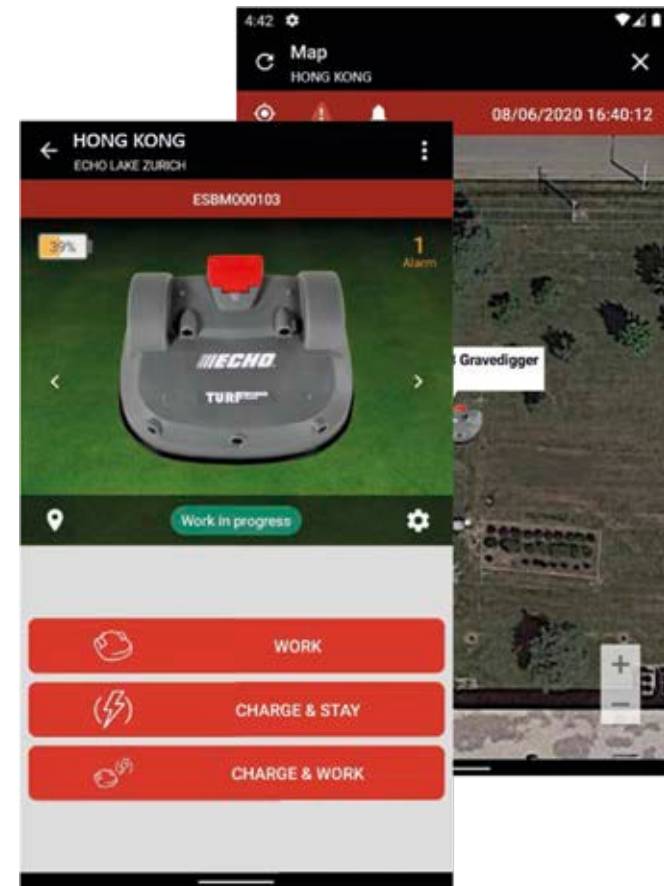 4:42
Map
HONG KONG
08/06/2020 16:40:12
HONG KONG
ECHO LAKE ZURICH
ESBM000103
39%
1
Alarm
ECHO
TURF
Gravedigger
Work in progress
WORK
CHARGE & STAY
CHARGE & WORK